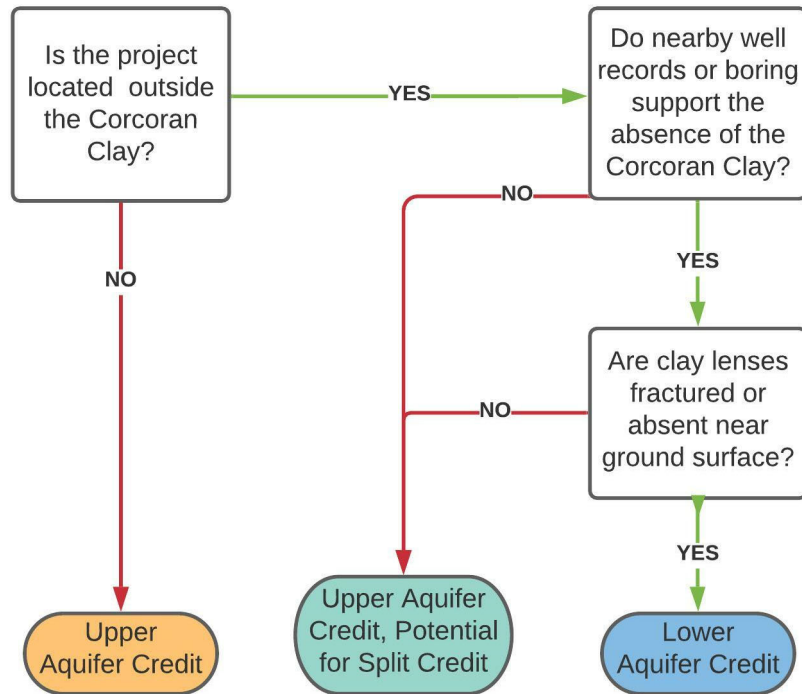 Is the project
located outside
the Corcoran
Clay?
YES
Do nearby well
records or boring
support the
absence of the
Corcoran Clay?
NO
NO
YES
Are clay lenses
fractured or
absent near
ground surface?
NO
YES
Upper
Aquifer Credit
Upper Aquifer
Credit, Potential
for Split Credit
Lower
Aquifer Credit